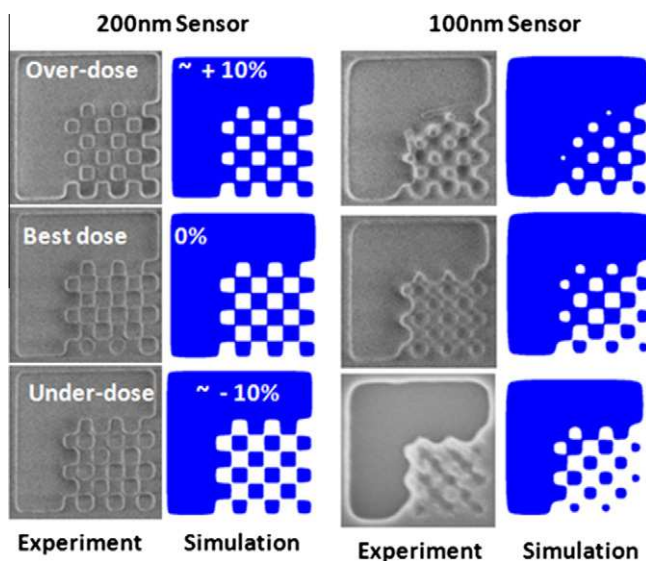 200nm Sensor
100nm Sensor
Over-dose
~ + 10%
Best dose
0%
Under-dose
~ - 10%
Experiment
Simulation
Experiment
Simulation